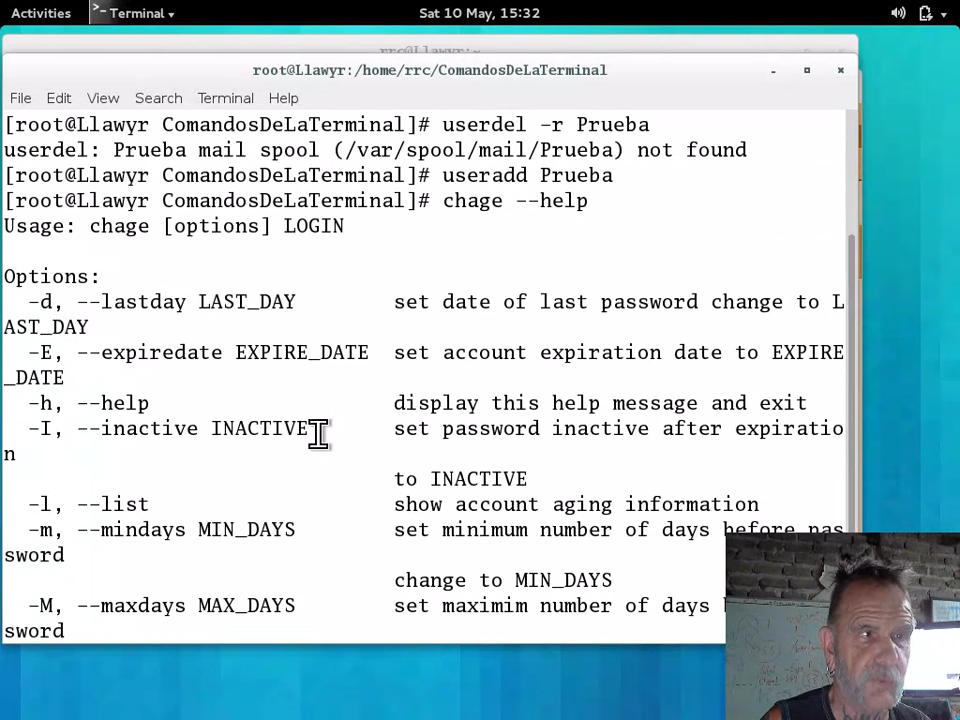 Activities
Terminal
Sat 10 May, 15:32
root@Llawyr:/home/rrc/ComandosDeLaTerminal
File Edit View Search Terminal Help
[root@Llawyr ComandosDeLaTerminal]# userdel -r Prueba
userdel: Prueba mail spool (/var/spool/mail/Prueba) not found
[root@Llawyr ComandosDeLaTerminal]# useradd Prueba
[root@Llawyr ComandosDeLaTerminal]# chage --help
Usage: chage [options] LOGIN
Options:
-d, --lastday LAST_DAY set date of last password change to L
AST_DAY
-E, --expiredate EXPIRE_DATE set account expiration date to EXPIRE
_DATE
-h, --help display this help message and exit
-I, --inactive INACTIVE set password inactive after expiratio
n
to INACTIVE
-l, --list show account aging information
-m, --mindays MIN_DAYS set minimum number of days before pas
sword
change to MIN_DAYS
-M, --maxdays MAX_DAYS set maximim number of days
sword